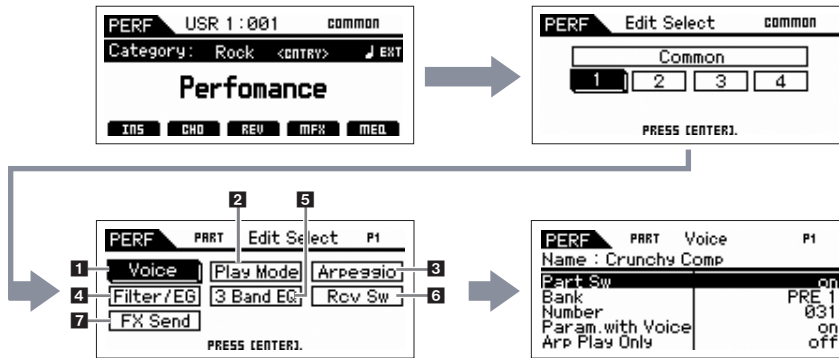 PERF USR 1:001 common
Category: Rock <CNTRY> ♩ EXT
Perfomance
INS CHO REV MFX MEQ
PERF Edit Select common
Common
1 2 3 4
PRESS [ENTER].
2 5
PERF PART Edit Select P1
1 Voice Play Mode Arpeggio 3
4 Filter/EG 3 Band EQ Rcv Sw 6
7 FX Send
PRESS [ENTER].
PERF PART Voice P1
Name : Crunchy Comp
Part Sw on
Bank PRE 1
Number 031
Param.with Voice on
Arp Play Only off